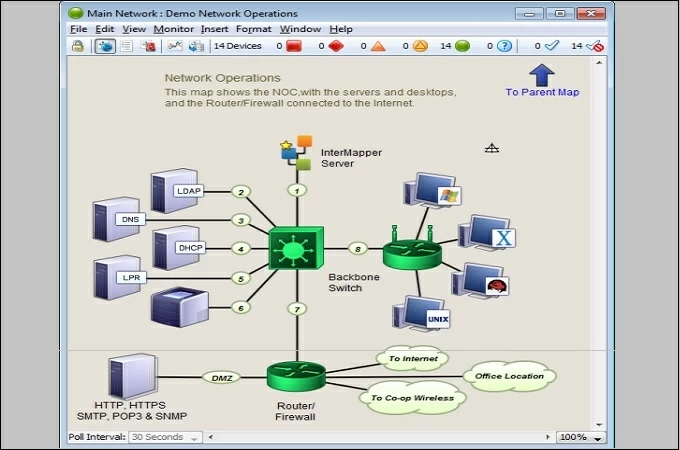 Main Network : Demo Network Operations
File Edit View Monitor Insert Format Window Help
14 Devices 0 0 0 0 14 0 ? 0 14
Network Operations
This map shows the NOC,with the servers and desktops,
and the Router/Firewall connected to the Internet.
To Parent Map
InterMapper
Server
1
LDAP 2
DNS 3
DHCP 4
LPR 5
6
8
Backbone
Switch
7
X
UNIX
DMZ
HTTP, HTTPS
SMTP, POP3 & SNMP
Router/
Firewall
To Internet
Office Location
To Co-op Wireless
Poll Interval: 30 Seconds 100%